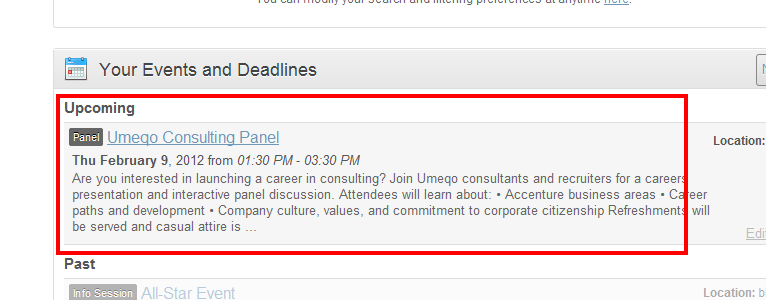 You can modify your search and filtering preferences at anytime here.
Your Events and Deadlines
Upcoming
Panel Umeqo Consulting Panel
Location:
Thu February 9, 2012 from 01:30 PM - 03:30 PM
Are you interested in launching a career in consulting? Join Umeqo consultants and recruiters for a careers
presentation and interactive panel discussion. Attendees will learn about: • Accenture business areas • Career
paths and development • Company culture, values, and commitment to corporate citizenship Refreshments will
be served and casual attire is ...
Edit
Past
Info Session All-Star Event
Location: